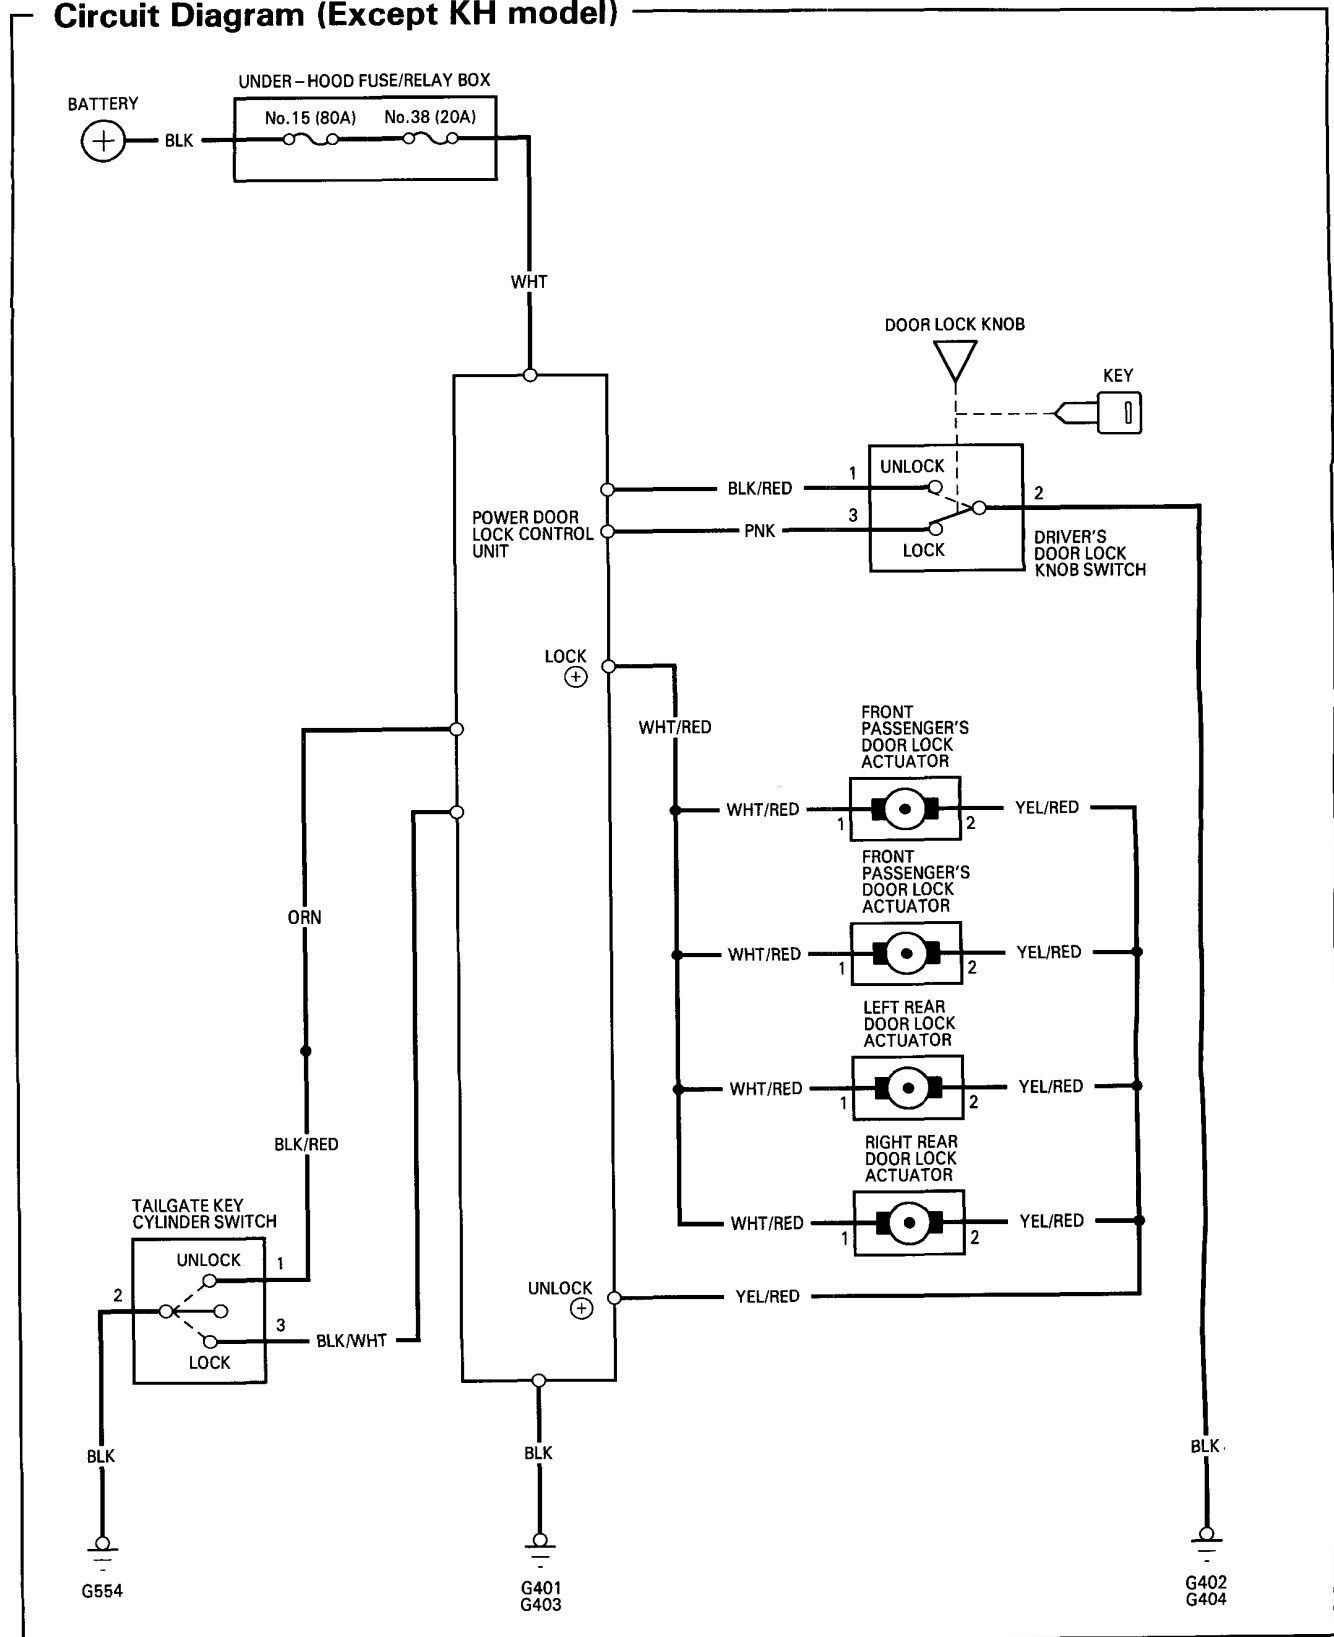 Circuit Diagram (Except KH model)
UNDER-HOOD FUSE/RELAY BOX
BATTERY
No.15 (80A)
No.38 (20A)
+
BLK
WHT
DOOR LOCK KNOB
KEY
UNLOCK
1
BLK/RED
2
3
PNK
LOCK
POWER DOOR
LOCK CONTROL
UNIT
DRIVER'S
DOOR LOCK
KNOB SWITCH
LOCK
+
WHT/RED
FRONT
PASSENGER'S
DOOR LOCK
ACTUATOR
WHT/RED
1
2
YEL/RED
FRONT
PASSENGER'S
DOOR LOCK
ACTUATOR
ORN
WHT/RED
1
2
YEL/RED
LEFT REAR
DOOR LOCK
ACTUATOR
WHT/RED
1
2
YEL/RED
BLK/RED
RIGHT REAR
DOOR LOCK
ACTUATOR
WHT/RED
1
2
YEL/RED
TAILGATE KEY
CYLINDER SWITCH
UNLOCK
1
2
3
BLK/WHT
LOCK
UNLOCK
+
YEL/RED
BLK
BLK
BLK
G554
G401
G403
G402
G404